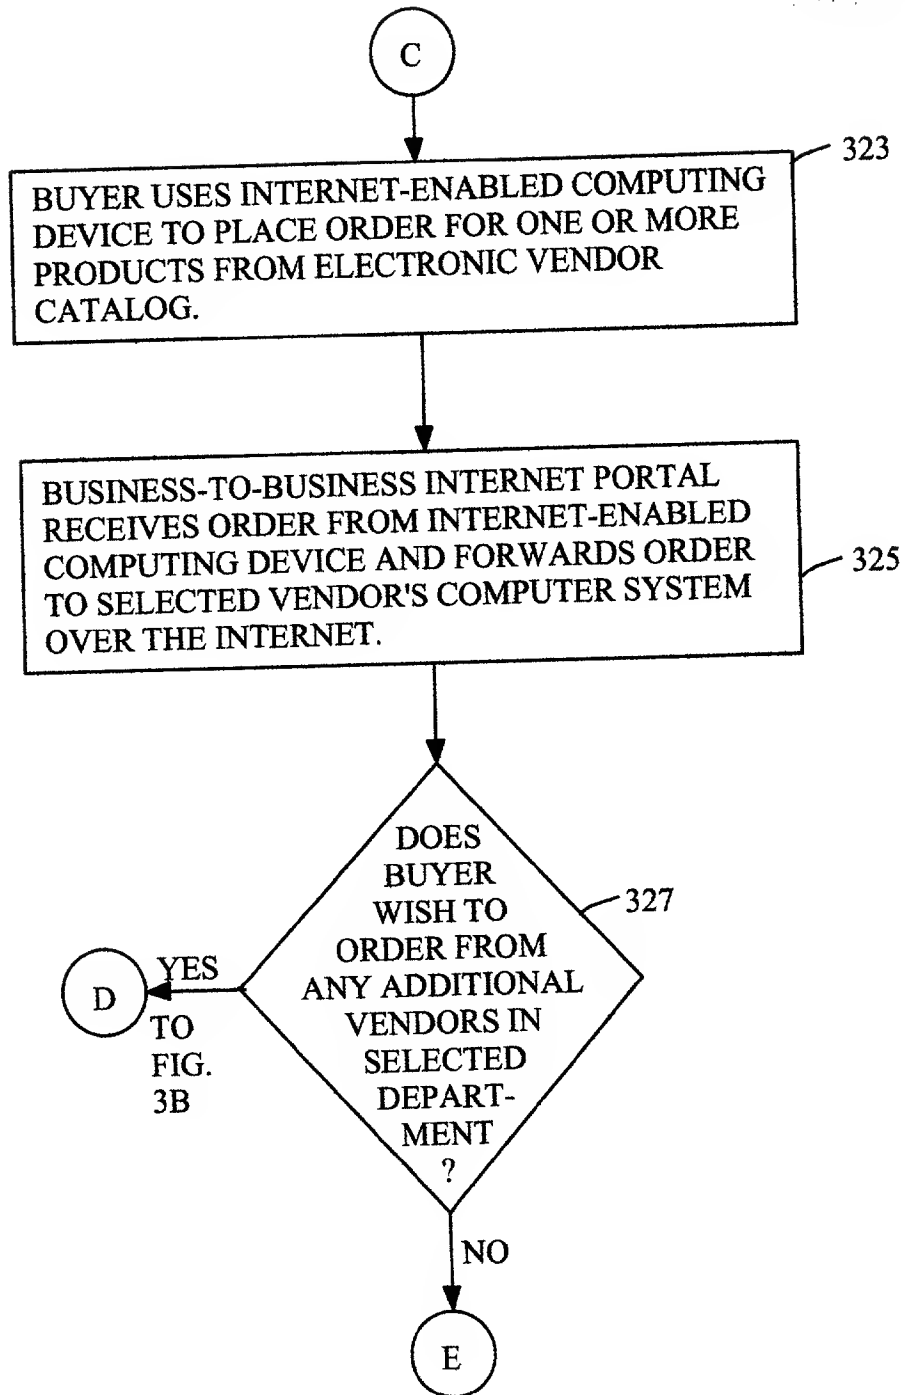 C
323
BUYER USES INTERNET-ENABLED COMPUTING
DEVICE TO PLACE ORDER FOR ONE OR MORE
PRODUCTS FROM ELECTRONIC VENDOR
CATALOG.
BUSINESS-TO-BUSINESS INTERNET PORTAL
RECEIVES ORDER FROM INTERNET-ENABLED
COMPUTING DEVICE AND FORWARDS ORDER
TO SELECTED VENDOR'S COMPUTER SYSTEM
OVER THE INTERNET.
325
DOES
BUYER
WISH TO
ORDER FROM
ANY ADDITIONAL
VENDORS IN
SELECTED
DEPART-
MENT
?
327
YES
D
TO
FIG.
3B
NO
E